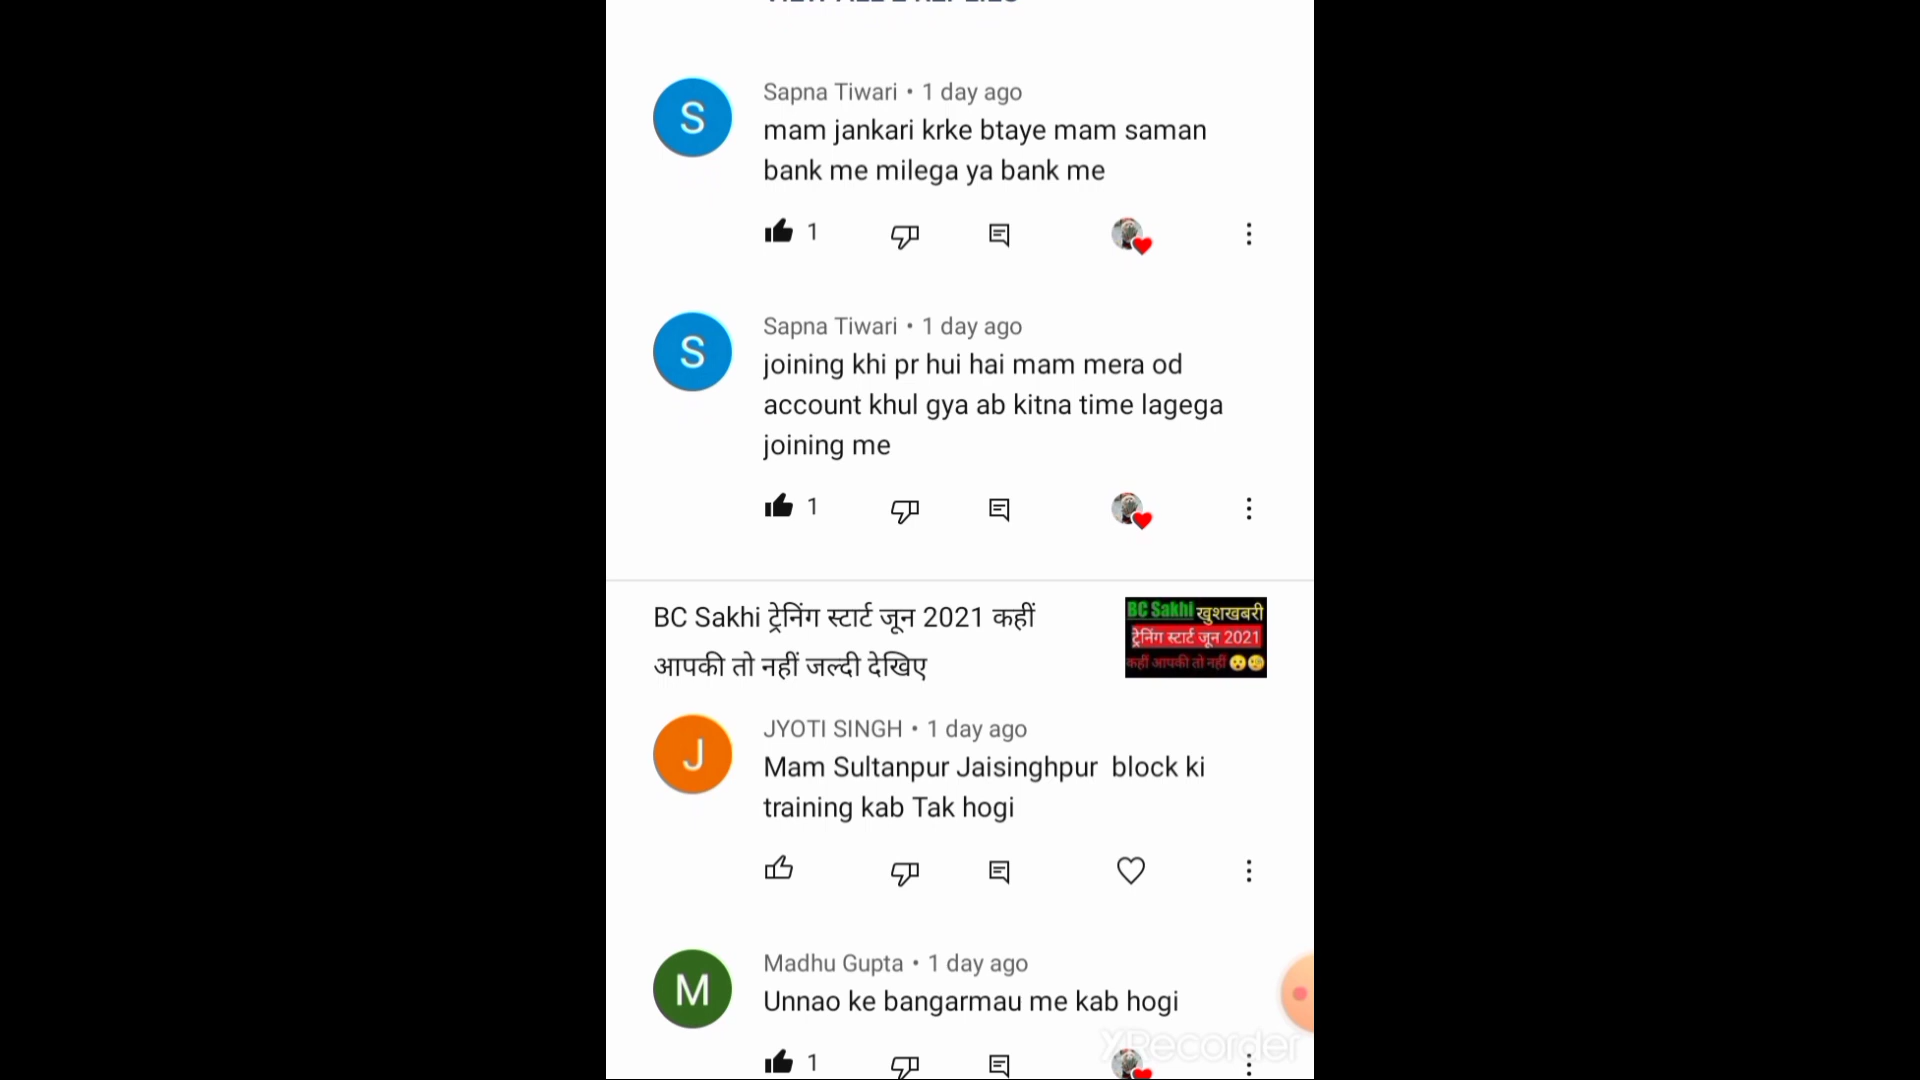 VIEW ALL 2 REPLIES
S
Sapna Tiwari • 1 day ago
mam jankari krke btaye mam saman
bank me milega ya bank me
1
S
Sapna Tiwari • 1 day ago
joining khi pr hui hai mam mera od
account khul gya ab kitna time lagega
joining me
1
BC Sakhi ट्रेनिंग स्टार्ट जून 2021 कहीं
आपकी तो नहीं जल्दी देखिए
BC Sakhi खुशखबरी
ट्रेनिंग स्टार्ट जून 2021
कहीं आपकी तो नहीं
J
JYOTI SINGH • 1 day ago
Mam Sultanpur Jaisinghpur  block ki
training kab Tak hogi
M
Madhu Gupta • 1 day ago
Unnao ke bangarmau me kab hogi
1
XRecorder